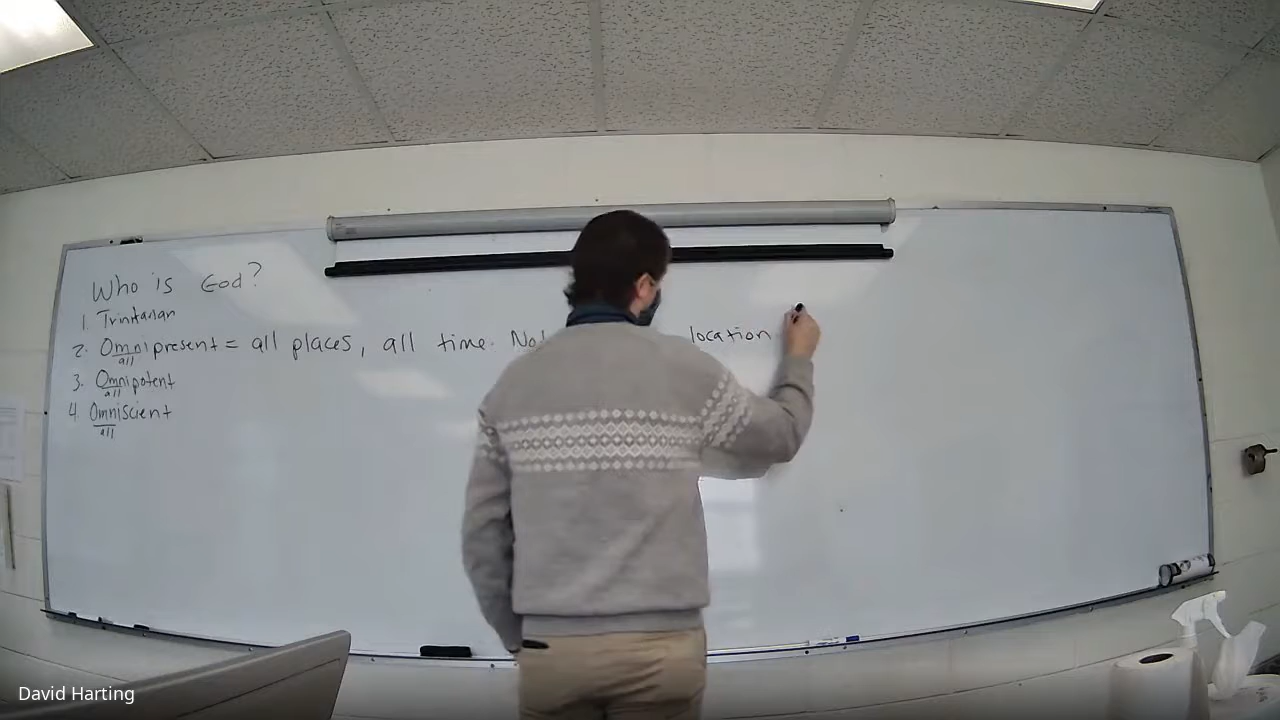 Who is God?
1. Trinitarian
2. Omnipresent = all places, all time. Not location
all
3. Omnipotent
all
4. Omniscient
all
David Harting